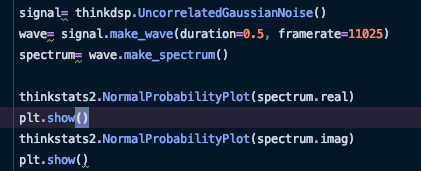 signal= thinkdsp.UncorrelatedGaussianNoise()
wave= signal.make_wave(duration=0.5, framerate=11025)
spectrum= wave.make_spectrum()
thinkstats2.NormalProbabilityPlot(spectrum.real)
plt.show()
thinkstats2.NormalProbabilityPlot(spectrum.imag)
plt.show()